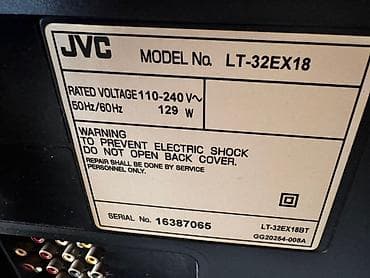 JVC MODEL No. LT-32EX18
RATED VOLTAGE 110-240 V~
50Hz/60Hz 129 W
WARNING
TO PREVENT ELECTRIC SHOCK
DO NOT OPEN BACK COVER.
REPAIR SHALL BE DONE BY SERVICE
PERSONNEL ONLY.
SERIAL No. 16387065
LT-32EX18BT
GG20254-008A